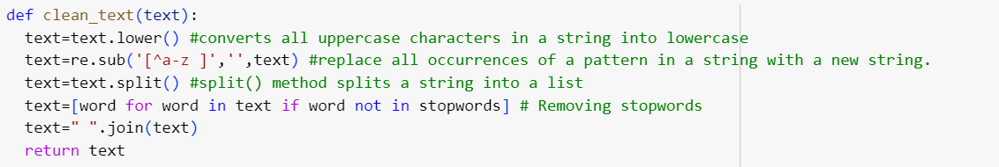 def clean_text(text):
  text=text.lower() #converts all uppercase characters in a string into lowercase
  text=re.sub('[^a-z ]','',text) #replace all occurrences of a pattern in a string with a new string.
  text=text.split() #split() method splits a string into a list
  text=[word for word in text if word not in stopwords] # Removing stopwords
  text=" ".join(text)
  return text